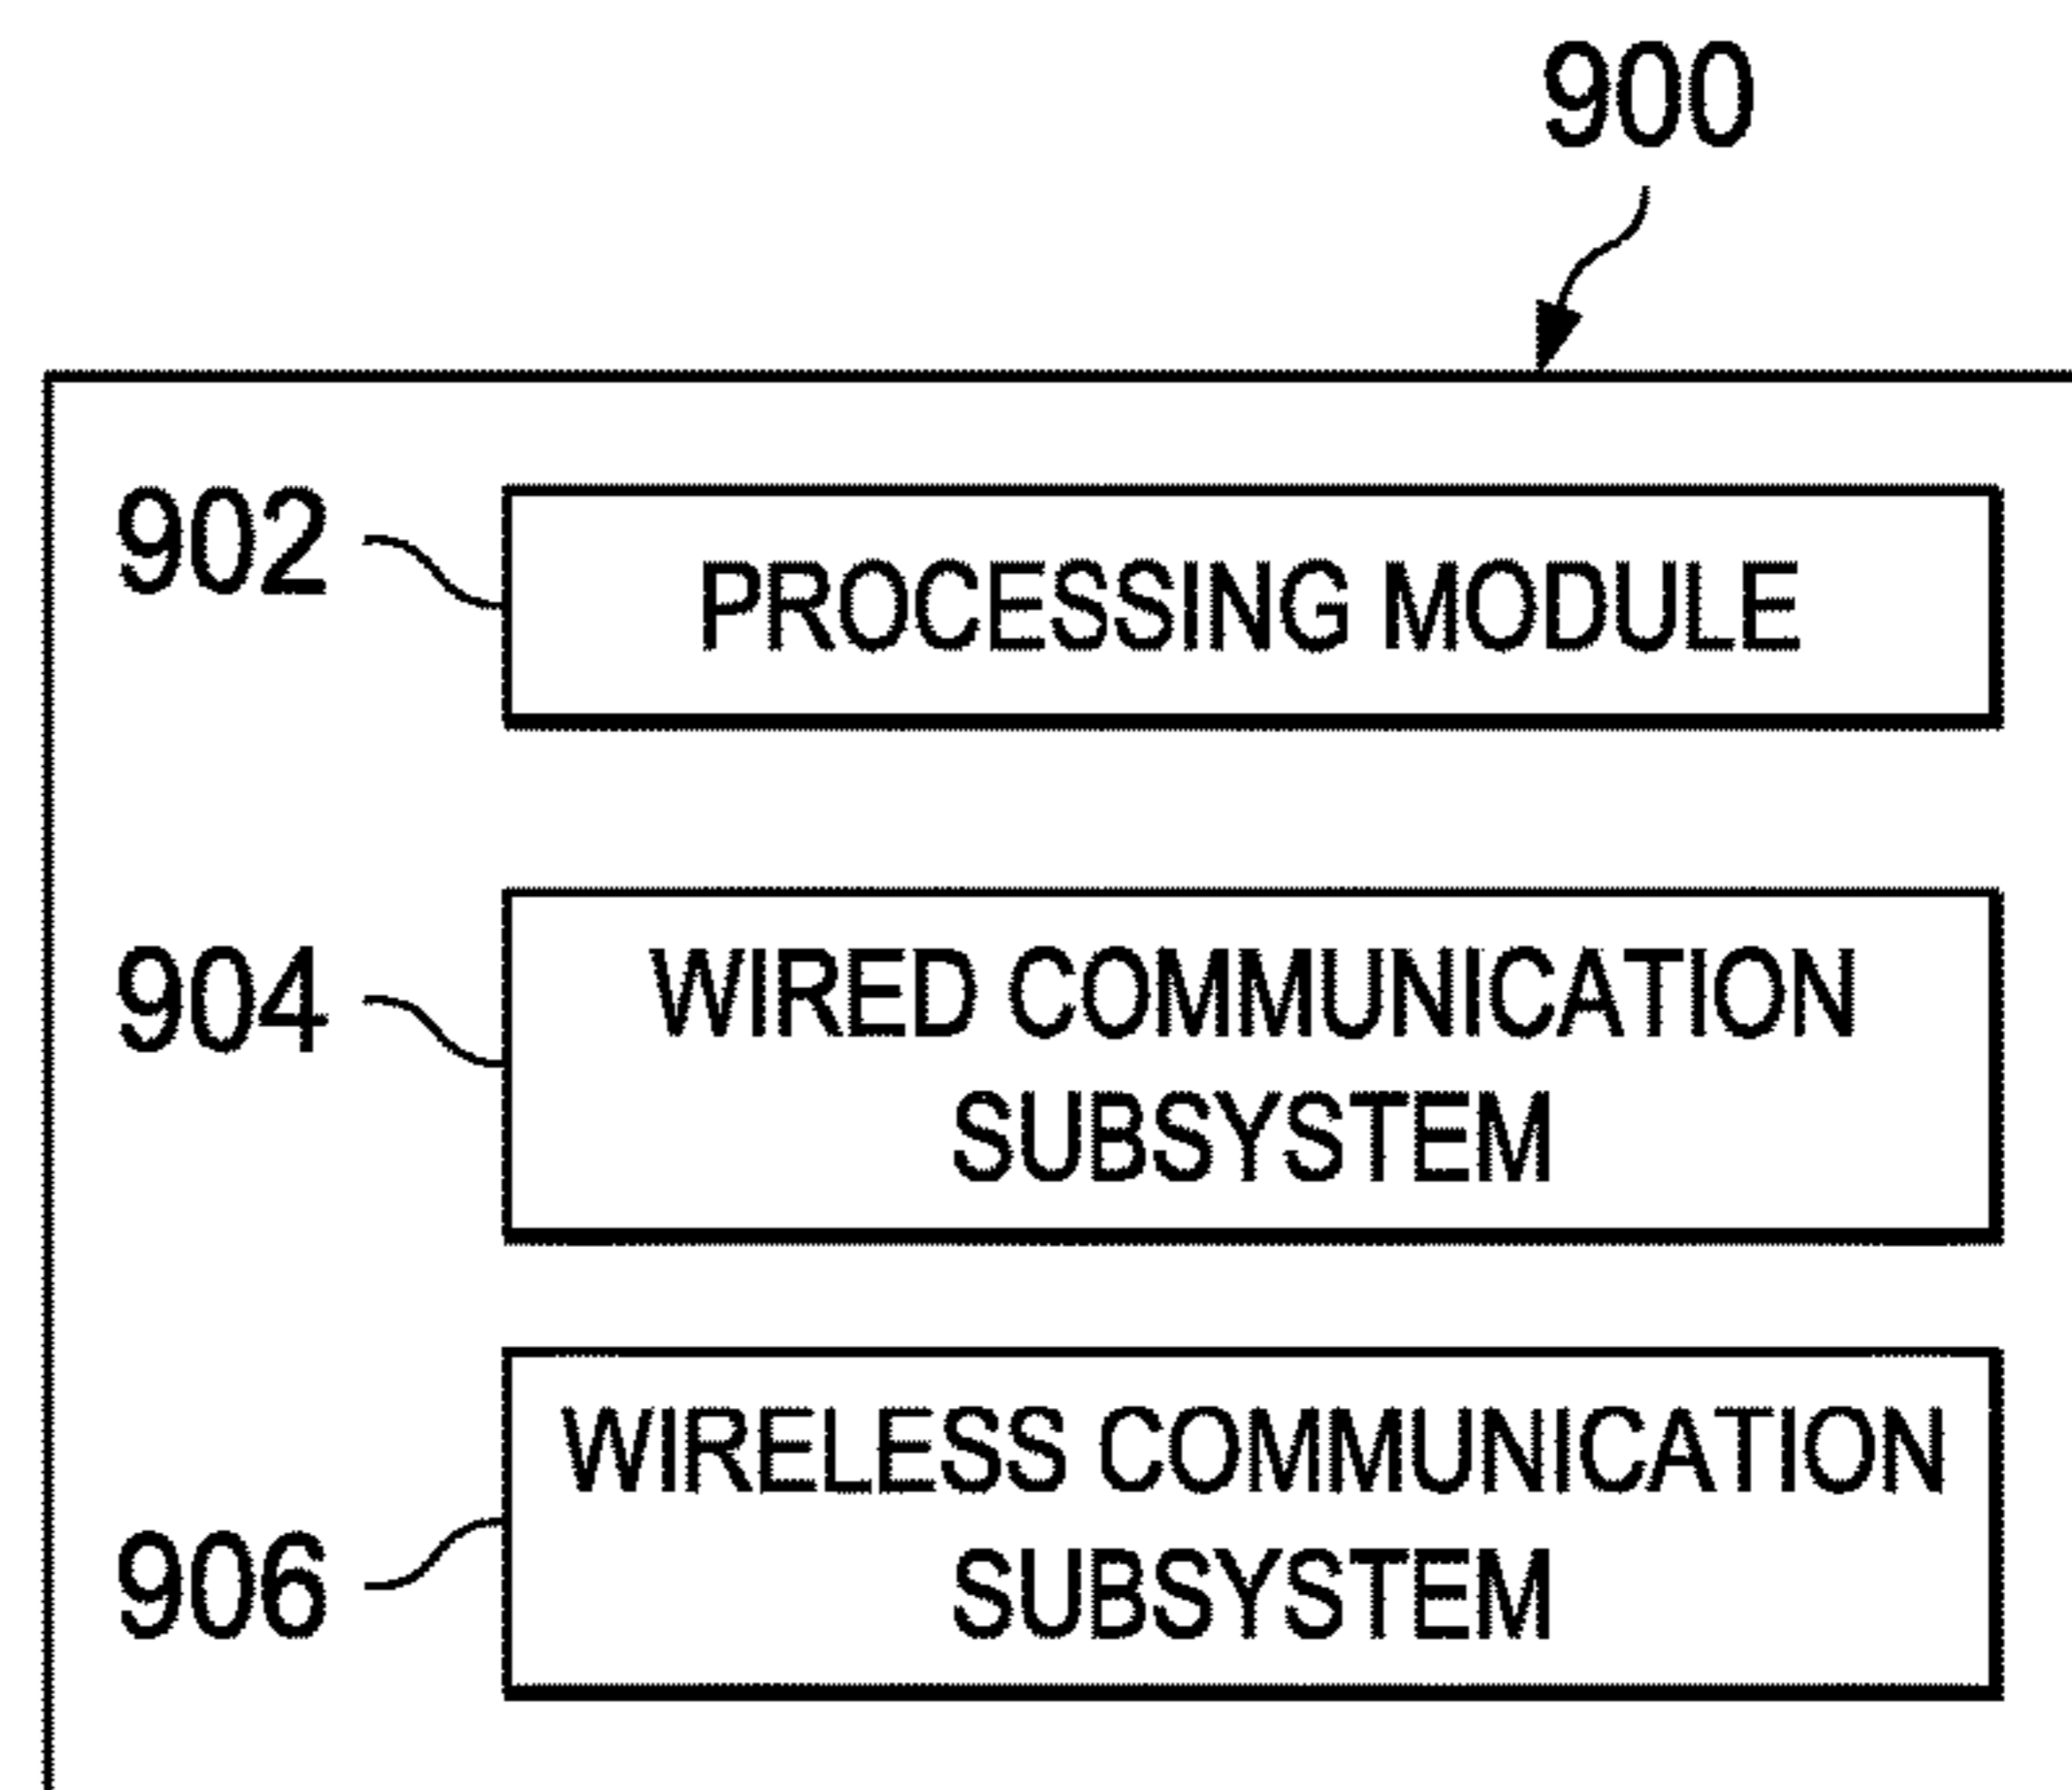 900
902
PROCESSING MODULE
904
WIRED COMMUNICATION
SUBSYSTEM
WIRELESS COMMUNICATION
906
SUBSYSTEM